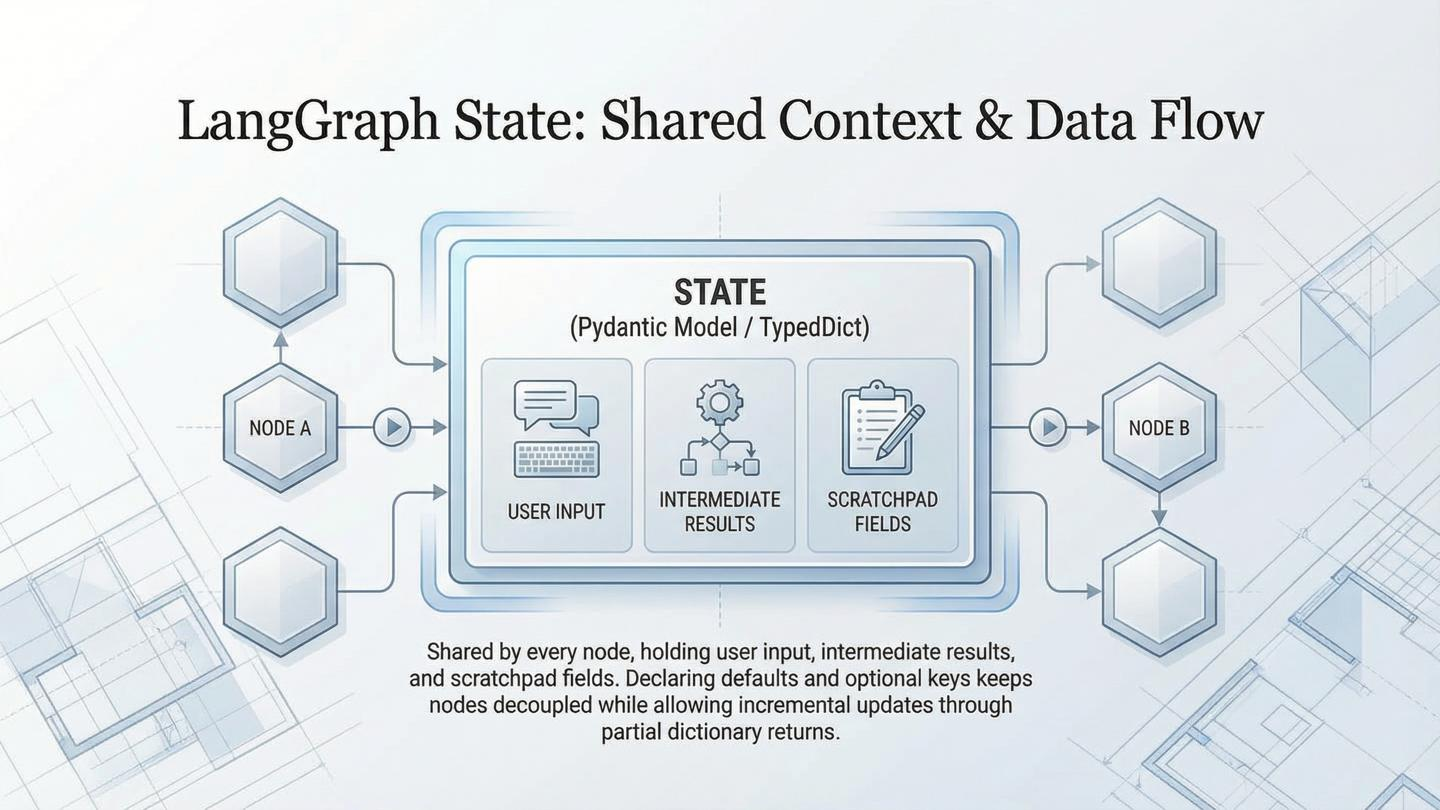 LangGraph State: Shared Context & Data Flow
STATE
(Pydantic Model / TypedDict)
NODE A
USER INPUT
INTERMEDIATE
RESULTS
SCRATCHPAD
FIELDS
NODE B
Shared by every node, holding user input, intermediate results,
and scratchpad fields. Declaring defaults and optional keys keeps
nodes decoupled while allowing incremental updates through
partial dictionary returns.